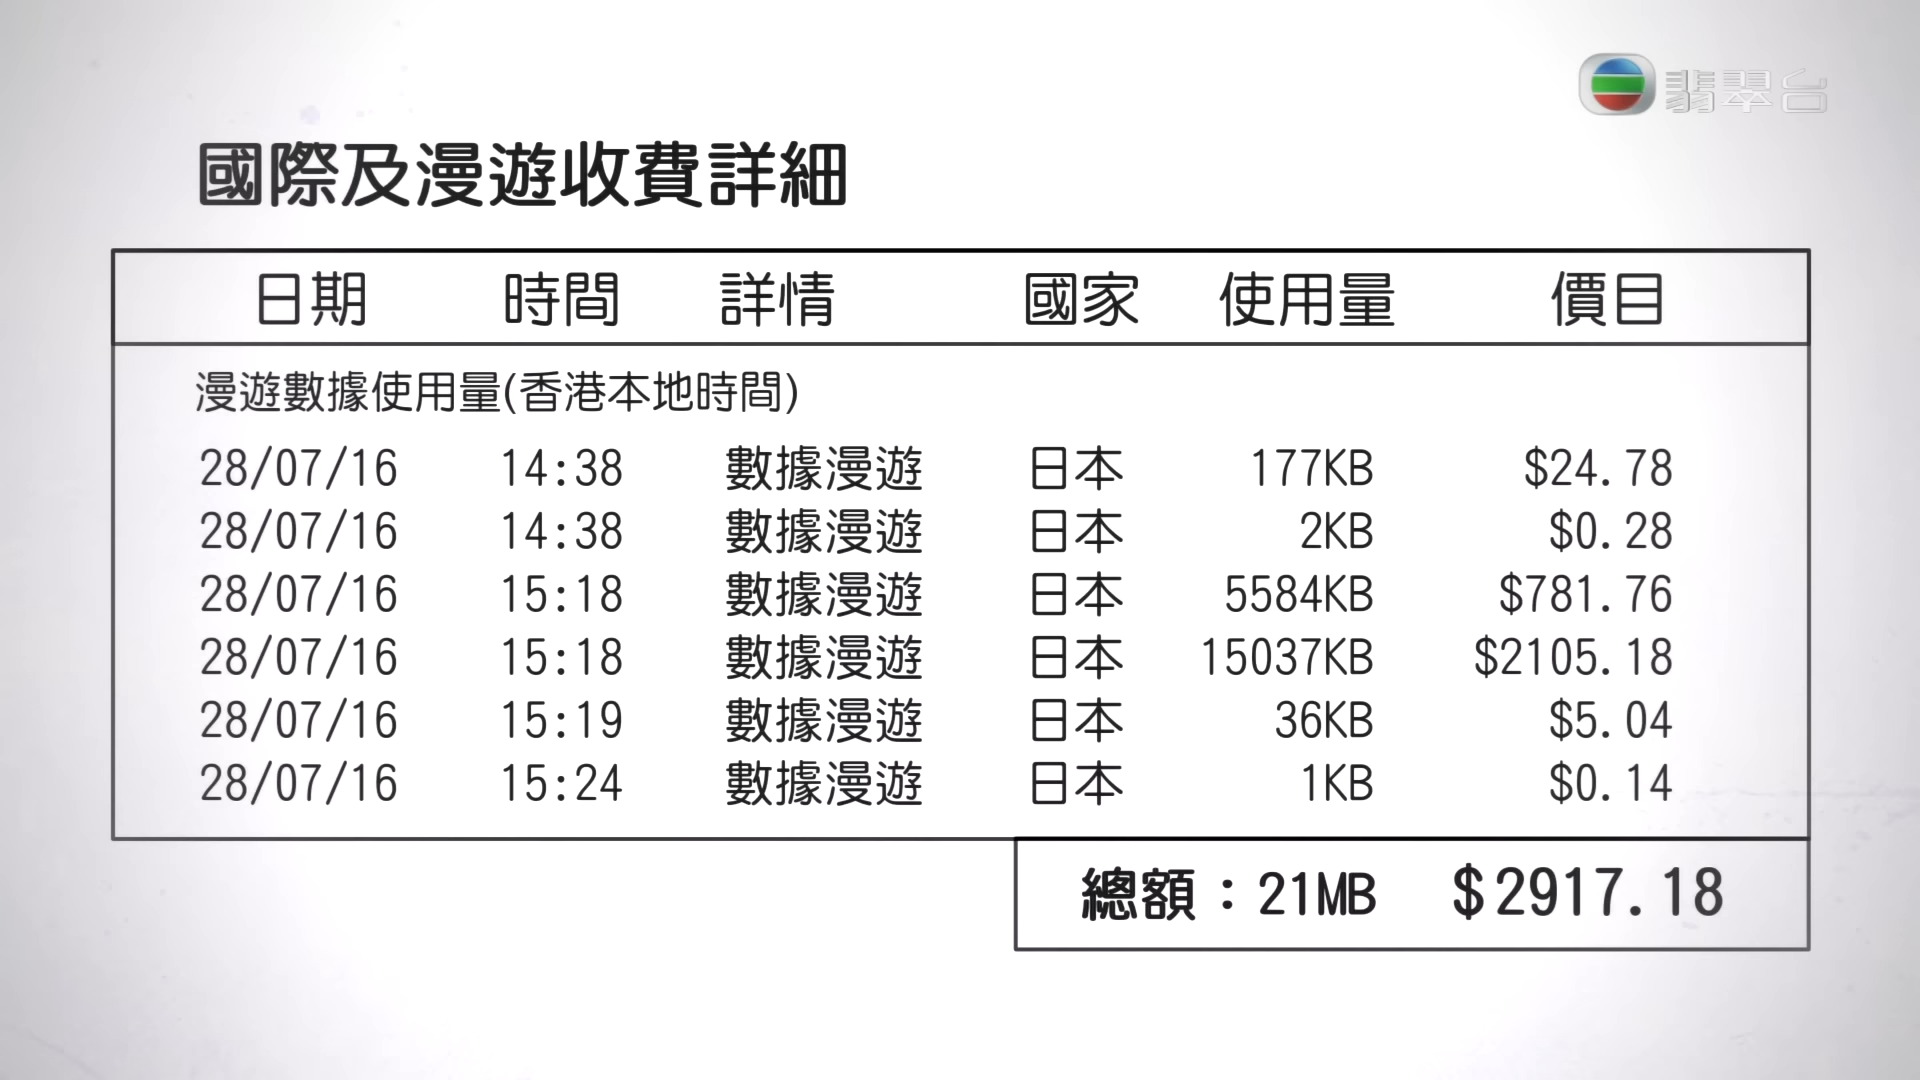 翡翠台
國際及漫遊收費詳細
日期 時間 詳情 國家 使用量 價目
漫遊數據使用量(香港本地時間)
28/07/16 14:38 數據漫遊 日本 177KB $24.78
28/07/16 14:38 數據漫遊 日本 2KB $0.28
28/07/16 15:18 數據漫遊 日本 5584KB $781.76
28/07/16 15:18 數據漫遊 日本 15037KB $2105.18
28/07/16 15:19 數據漫遊 日本 36KB $5.04
28/07/16 15:24 數據漫遊 日本 1KB $0.14
總額：21MB $2917.18